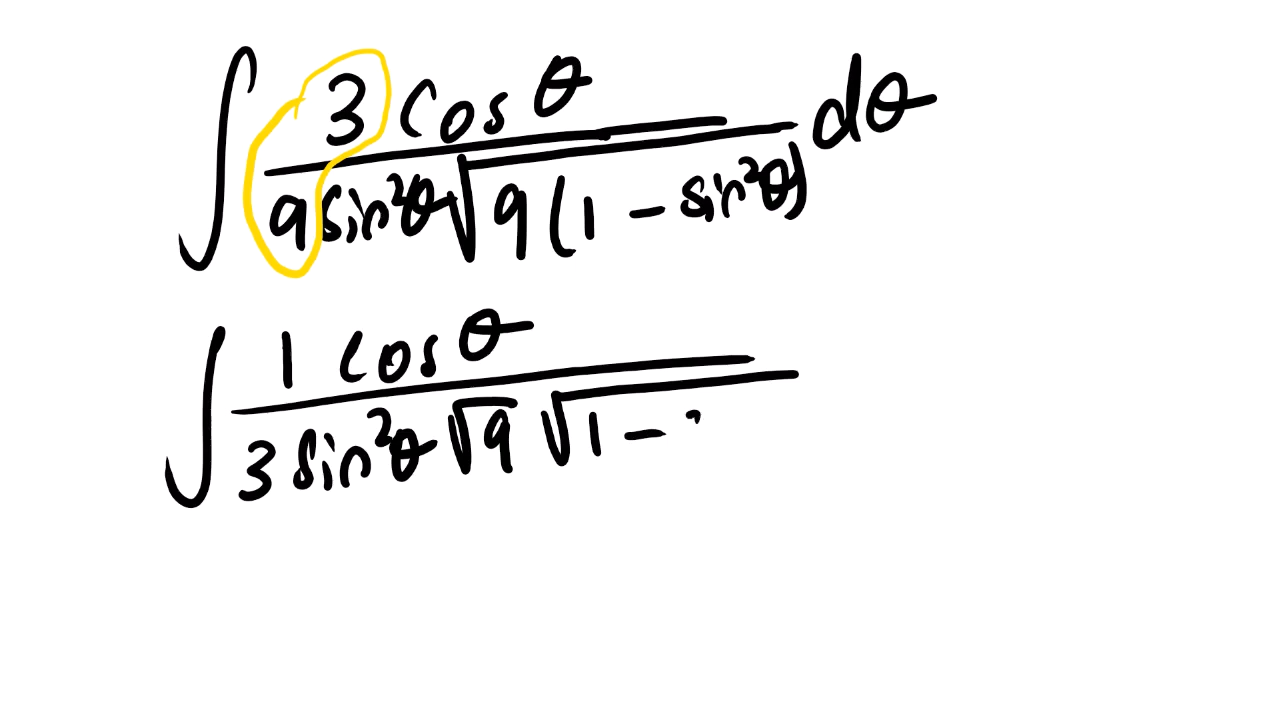 ∫ 3 cos θ / 9 sin²θ √9(1 − sin²θ) dθ
∫ 1 cos θ / 3 sin²θ √9 √1 −